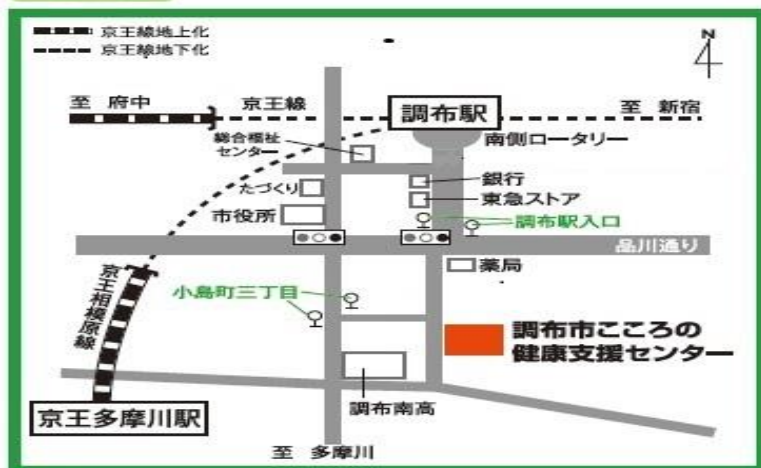 京王線地上化
京王線地下化
N
至 府中
京王線
調布駅
至 新宿
南側ロータリー
総合福祉
センター
銀行
たづくり
東急ストア
市役所
調布駅入口
品川通り
薬局
京王相模原線
小島町三丁目
調布市こころの
健康支援センター
京王多摩川駅
調布南高
至 多摩川